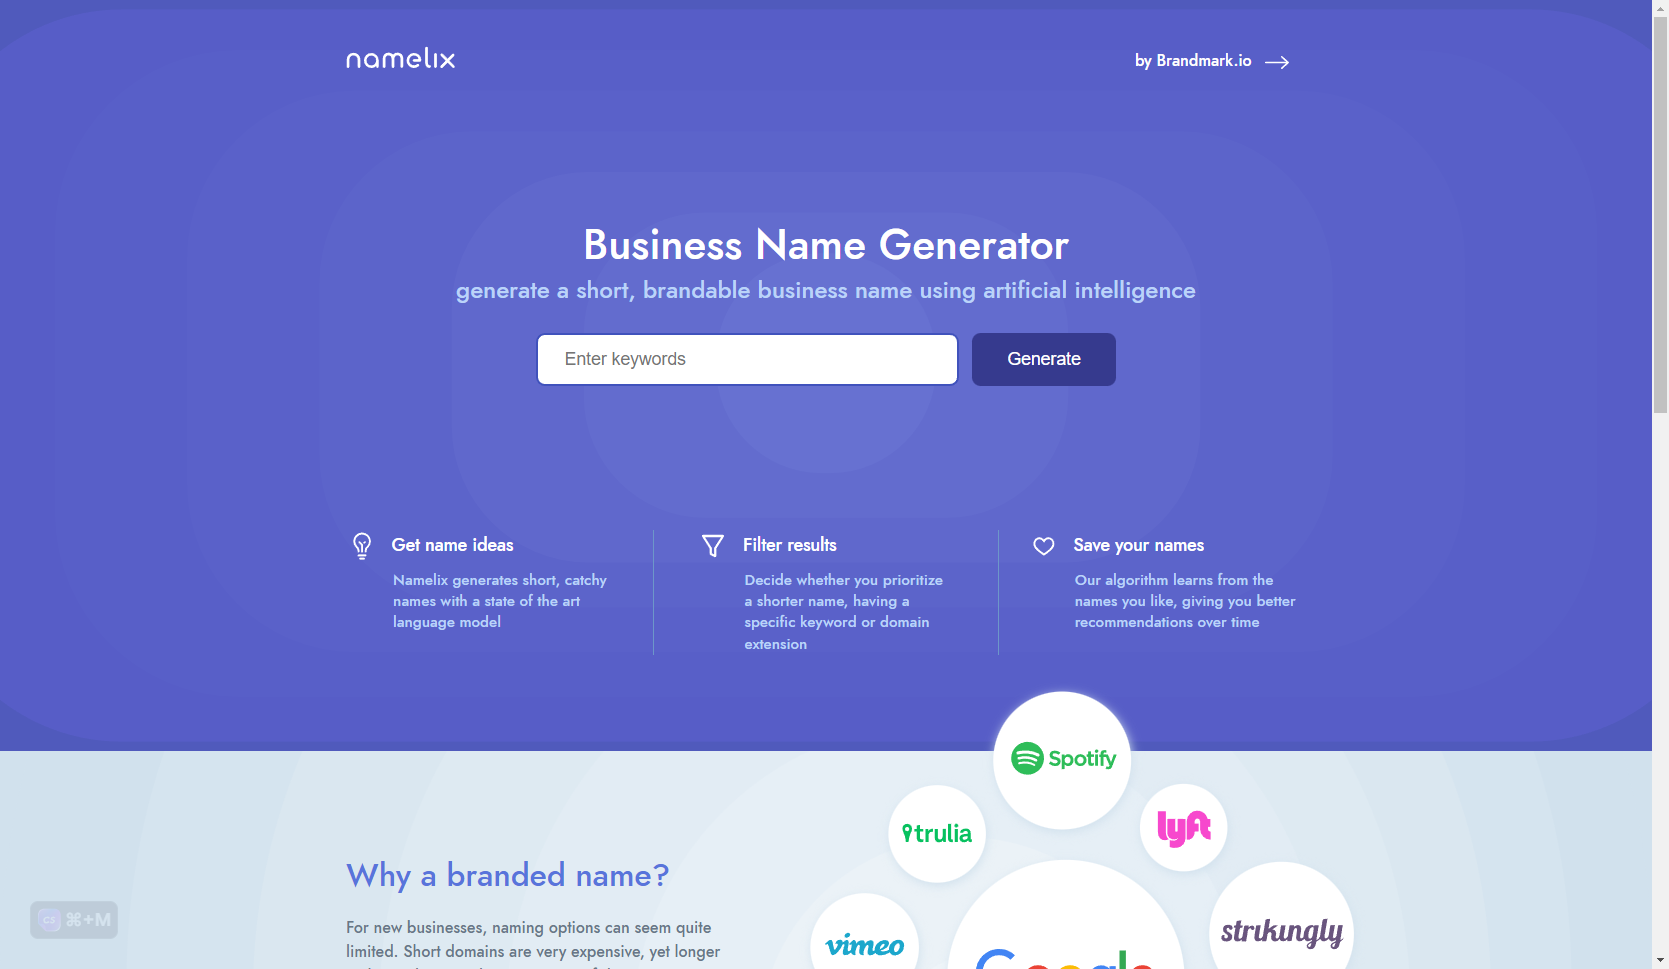 namelix
by Brandmark.io
Business Name Generator
generate a short, brandable business name using artificial intelligence
Enter keywords
Generate
Get name ideas
Namelix generates short, catchy
names with a state of the art
language model
Filter results
Decide whether you prioritize
a shorter name, having a
specific keyword or domain
extension
Save your names
Our algorithm learns from the
names you like, giving you better
recommendations over time
Spotify
trulia
lyft
Why a branded name?
For new businesses, naming options can seem quite
limited. Short domains are very expensive, yet longer
vimeo
Google
strikingly
CS ⌘+M